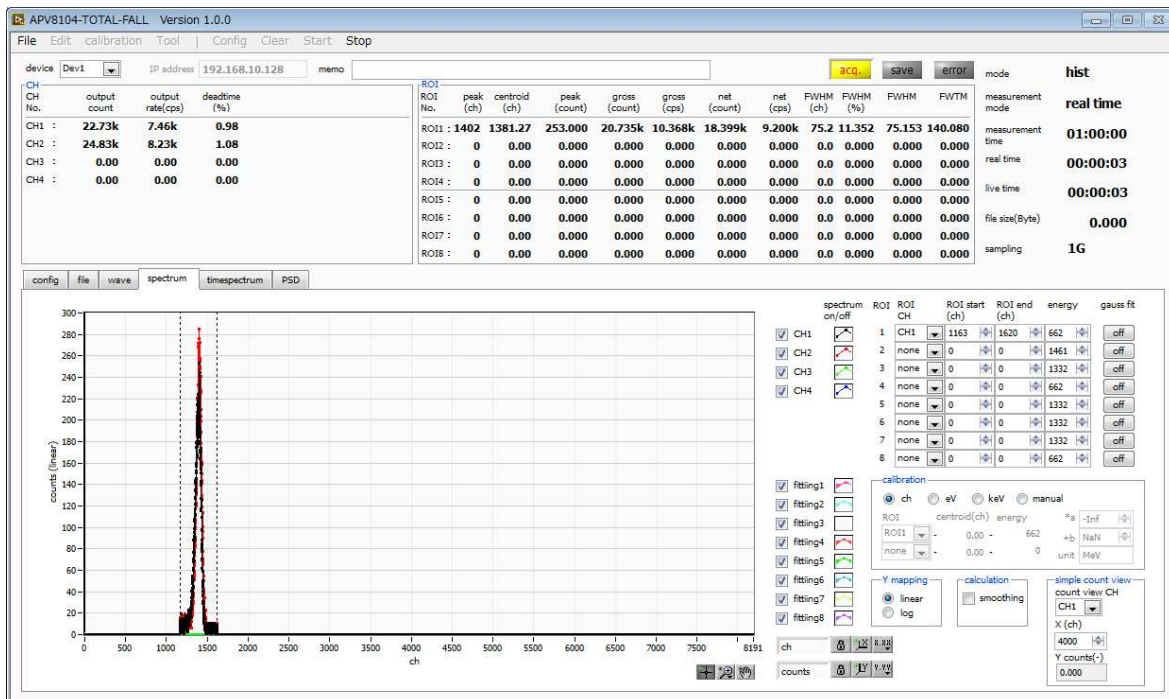 APV8104-TOTAL-FALL Version 1.0.0
File Edit calibration Tool | Config Clear Start Stop
device Dev1 IP address 192.168.10.128 memo acq. save error
mode hist
measurement mode real time
measurement time 01:00:00
real time 00:00:03
live time 00:00:03
file size(Byte) 0.000
sampling 1G
CH
CH No. output count output rate(cps) deadtime (%)
CH1 : 22.73k 7.46k 0.98
CH2 : 24.83k 8.23k 1.08
CH3 : 0.00 0.00 0.00
CH4 : 0.00 0.00 0.00
ROI
ROI No. peak (ch) centroid (ch) peak (count) gross (count) gross (cps) net (count) net (cps) FWHM (ch) FWHM (%) FWHM FWTM
ROI1 : 1402 1381.27 253.000 20.735k 10.368k 18.399k 9.200k 75.2 11.352 75.153 140.080
ROI2 : 0 0.00 0.000 0.000 0.000 0.000 0.000 0.0 0.000 0.000 0.000
ROI3 : 0 0.00 0.000 0.000 0.000 0.000 0.000 0.0 0.000 0.000 0.000
ROI4 : 0 0.00 0.000 0.000 0.000 0.000 0.000 0.0 0.000 0.000 0.000
ROI5 : 0 0.00 0.000 0.000 0.000 0.000 0.000 0.0 0.000 0.000 0.000
ROI6 : 0 0.00 0.000 0.000 0.000 0.000 0.000 0.0 0.000 0.000 0.000
ROI7 : 0 0.00 0.000 0.000 0.000 0.000 0.000 0.0 0.000 0.000 0.000
ROI8 : 0 0.00 0.000 0.000 0.000 0.000 0.000 0.0 0.000 0.000 0.000
config file wave spectrum timespectrum PSD
counts (linear)
300
280
260
240
220
200
180
160
140
120
100
80
60
40
20
0
0 500 1000 1500 2000 2500 3000 3500 4000 4500 5000 5500 6000 6500 7000 7500 8191
ch
spectrum on/off
CH1
CH2
CH3
CH4
ROI ROI CH ROI start (ch) ROI end (ch) energy gauss fit
1 CH1 1163 1620 662 off
2 none 0 0 1461 off
3 none 0 0 1332 off
4 none 0 0 662 off
5 none 0 0 1332 off
6 none 0 0 1332 off
7 none 0 0 1332 off
8 none 0 0 662 off
fitting1
fitting2
fitting3
fitting4
fitting5
fitting6
fitting7
fitting8
calibration
ch eV keV manual
ROI centroid(ch) energy *a -Inf
ROI1 - 0.00 - 662 +b NaN
none - 0.00 - 0 unit MeV
Y mapping
linear
log
calculation
smoothing
simple count view
count view CH
CH1
X (ch)
4000
Y counts(-)
0.000
ch X X.XX
counts Y Y.YY